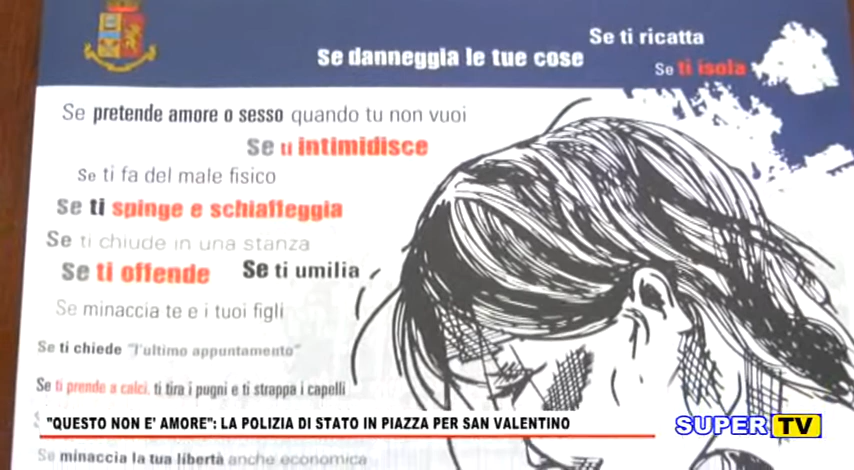 Se danneggia le tue cose
Se ti ricatta
Se ti isola
Se pretende amore o sesso quando tu non vuoi
Se ti intimidisce
Se ti fa del male fisico
Se ti spinge e schiaffeggia
Se ti chiude in una stanza
Se ti offende
Se ti umilia
Se minaccia te e i tuoi figli
Se ti chiede "l'ultimo appuntamento"
Se ti prende a calci, ti tira i pugni e ti strappa i capelli
"QUESTO NON E' AMORE": LA POLIZIA DI STATO IN PIAZZA PER SAN VALENTINO
SUPER TV
Se minaccia la tua libertà anche economica